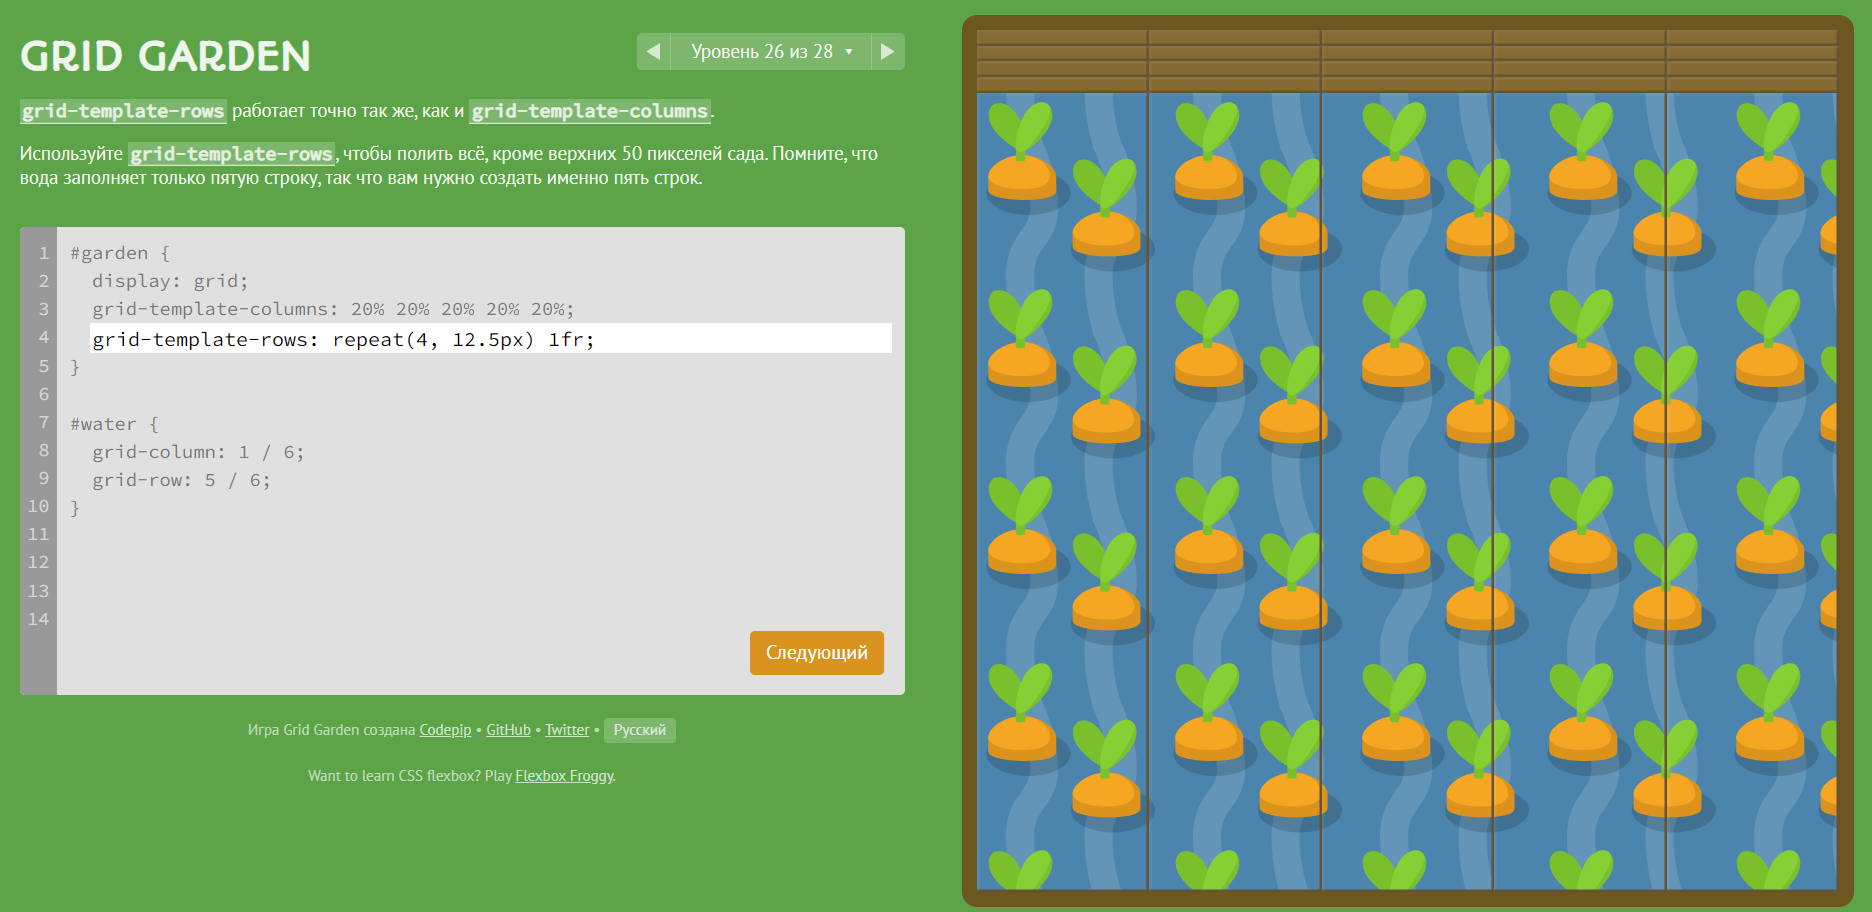 GRID GARDEN
Уровень 26 из 28
grid-template-rows работает точно так же, как и grid-template-columns.
Используйте grid-template-rows, чтобы полить всё, кроме верхних 50 пикселей сада. Помните, что
вода заполняет только пятую строку, так что вам нужно создать именно пять строк.
1 #garden {
2 display: grid;
3 grid-template-columns: 20% 20% 20% 20% 20%;
4 grid-template-rows: repeat(4, 12.5px) 1fr;
5 }
6
7 #water {
8 grid-column: 1 / 6;
9 grid-row: 5 / 6;
10 }
11
12
13
14
Следующий
Игра Grid Garden создана Codepip • GitHub • Twitter • Русский
Want to learn CSS flexbox? Play Flexbox Froggy.